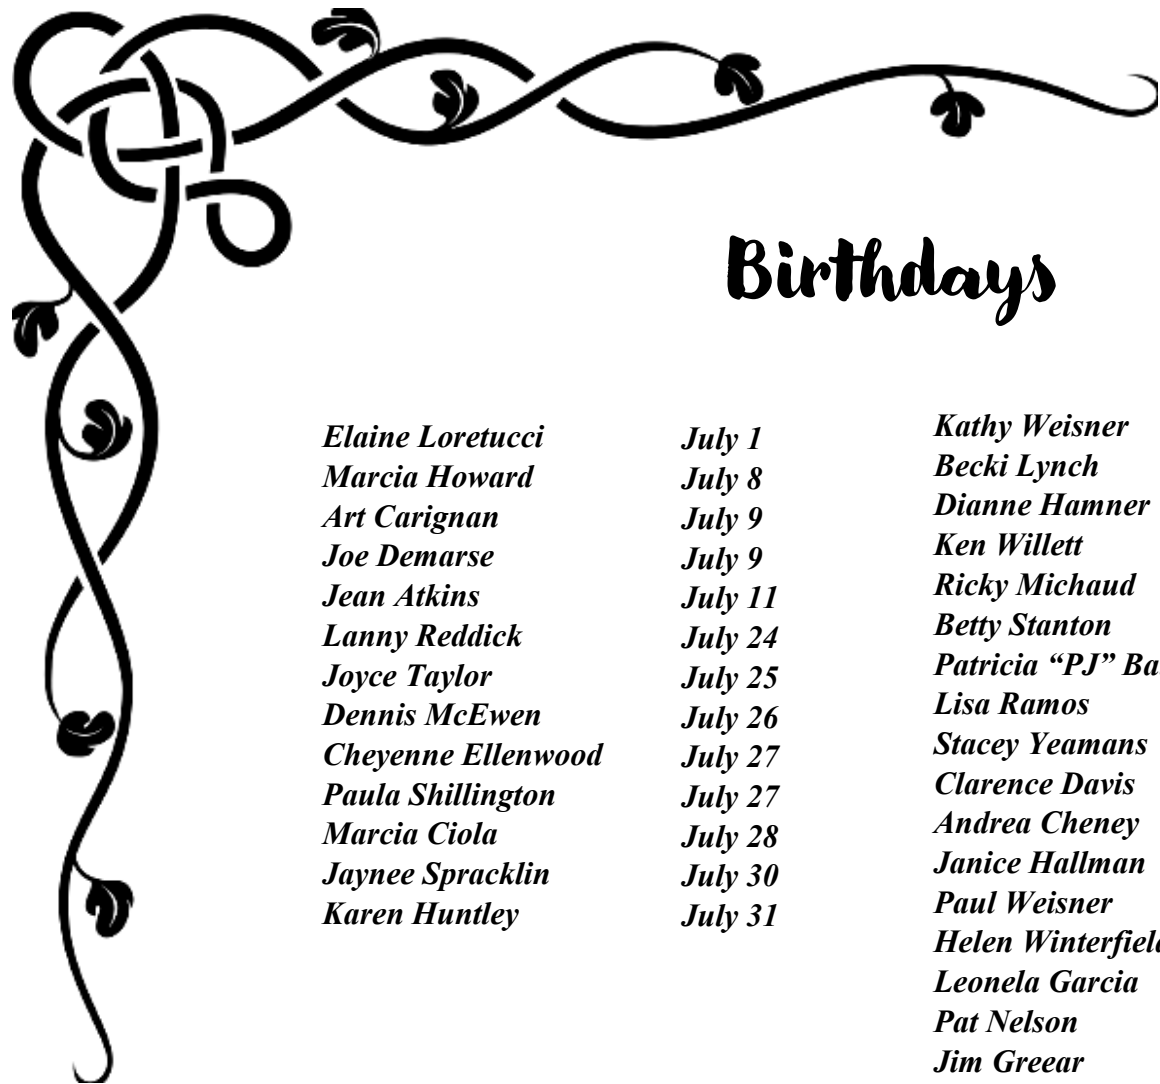 Birthdays
Elaine Loretucci July 1
Marcia Howard July 8
Art Carignan July 9
Joe Demarse July 9
Jean Atkins July 11
Lanny Reddick July 24
Joyce Taylor July 25
Dennis McEwen July 26
Cheyenne Ellenwood July 27
Paula Shillington July 27
Marcia Ciola July 28
Jaynee Spracklin July 30
Karen Huntley July 31
Kathy Weisner
Becki Lynch
Dianne Hamner
Ken Willett
Ricky Michaud
Betty Stanton
Patricia “PJ”
Lisa Ramos
Stacey Yeamans
Clarence Davis
Andrea Cheney
Janice Hallman
Paul Weisner
Helen Winterfield
Leonela Garcia
Pat Nelson
Jim Greear